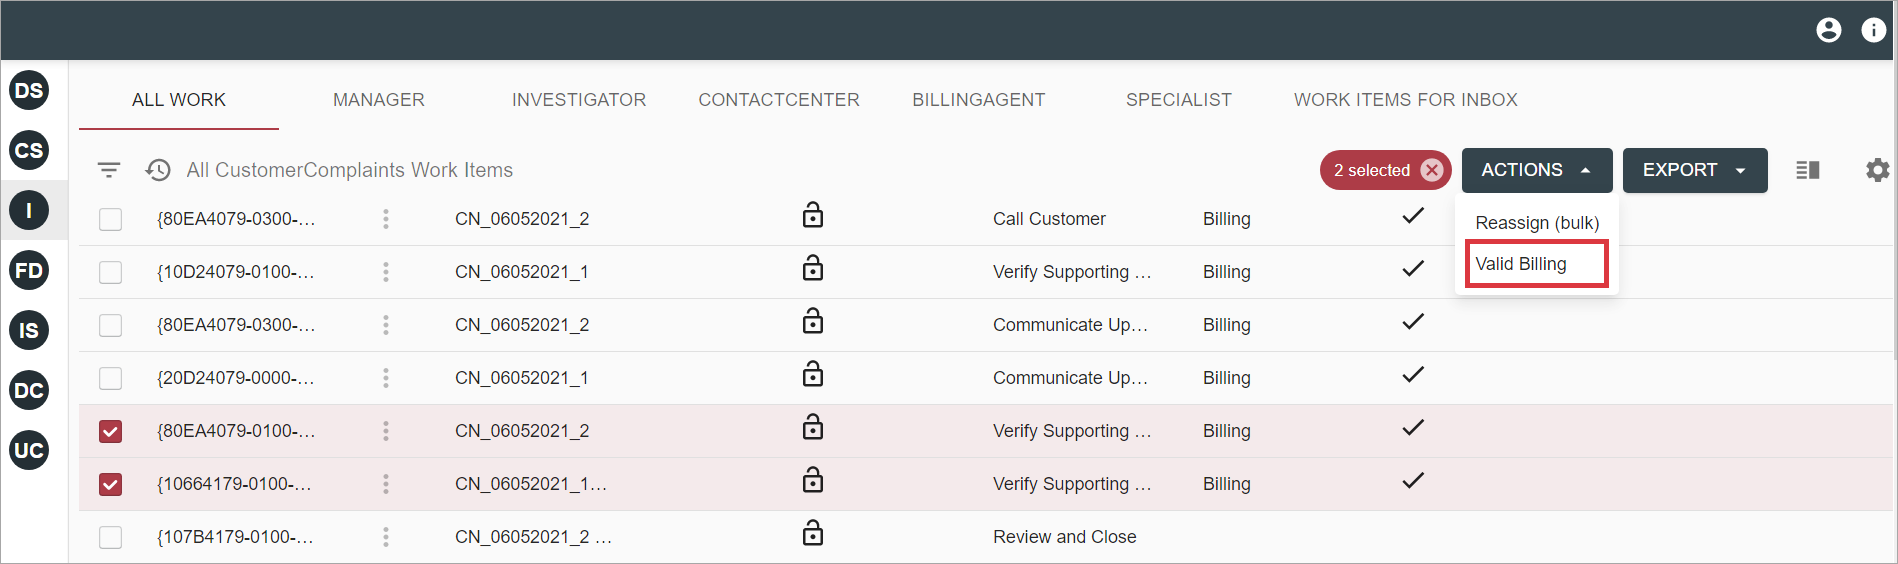 DS
CS
I
FD
IS
DC
UC
ALL WORK MANAGER INVESTIGATOR CONTACTCENTER BILLINGAGENT SPECIALIST WORK ITEMS FOR INBOX
All CustomerComplaints Work Items 2 selected ACTIONS EXPORT
Reassign (bulk)
Valid Billing
{80EA4079-0300-... CN_06052021_2 Call Customer Billing
{10D24079-0100-... CN_06052021_1 Verify Supporting ... Billing
{80EA4079-0300-... CN_06052021_2 Communicate Up... Billing
{20D24079-0000-... CN_06052021_1 Communicate Up... Billing
{80EA4079-0100-... CN_06052021_2 Verify Supporting ... Billing
{10664179-0100-... CN_06052021_1... Verify Supporting ... Billing
{107B4179-0100-... CN_06052021_2 ... Review and Close